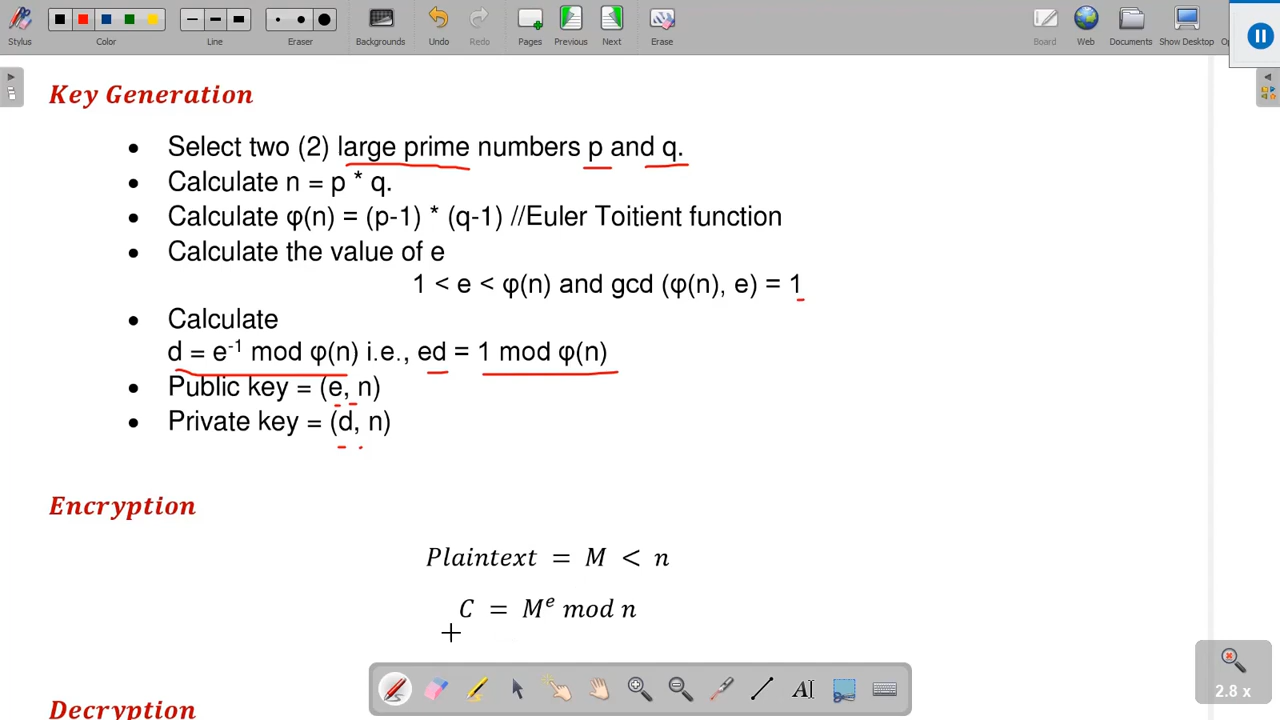 Stylus
Color
Line
Eraser
Backgrounds
Undo
Redo
Pages
Previous
Next
Erase
Board
Web
Documents
Show Desktop
Key Generation
• Select two (2) large prime numbers p and q.
• Calculate n = p * q.
• Calculate φ(n) = (p-1) * (q-1) //Euler Toitient function
• Calculate the value of e
1 < e < φ(n) and gcd (φ(n), e) = 1
• Calculate
d = e⁻¹ mod φ(n) i.e., ed = 1 mod φ(n)
• Public key = (e, n)
• Private key = (d, n)
Encryption
Plaintext = M < n
C = Mᵉ mod n
Decryption
2.8 x